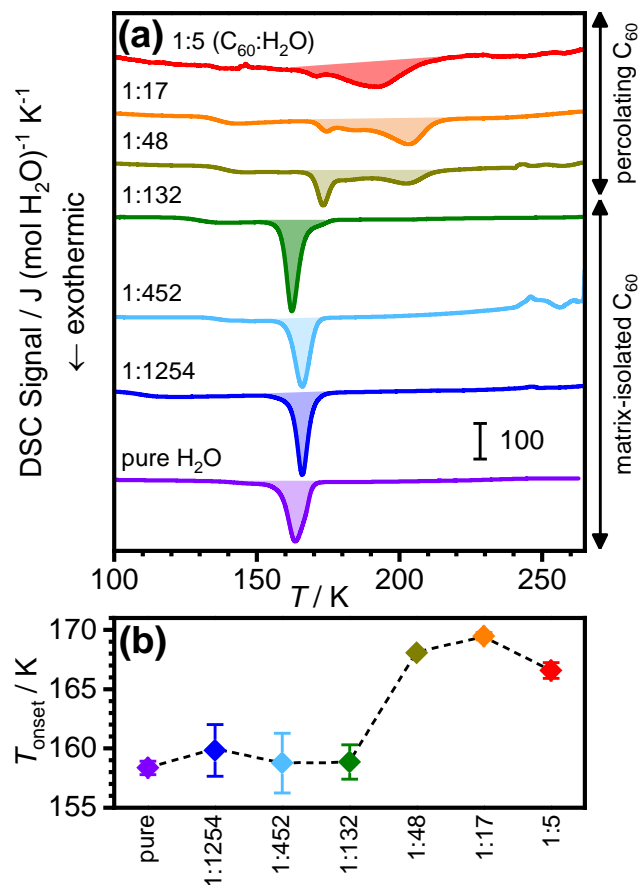 (a)
1:5 (C₆₀:H₂O)
1:17
1:48
1:132
1:452
1:1254
pure H₂O
100
DSC Signal / J (mol H₂O)⁻¹ K⁻¹
← exothermic
percolating C₆₀
matrix-isolated C₆₀
100 150 200 250
T / K
(b)
170
165
160
155
T_onset / K
pure 1:1254 1:452 1:132 1:48 1:17 1:5